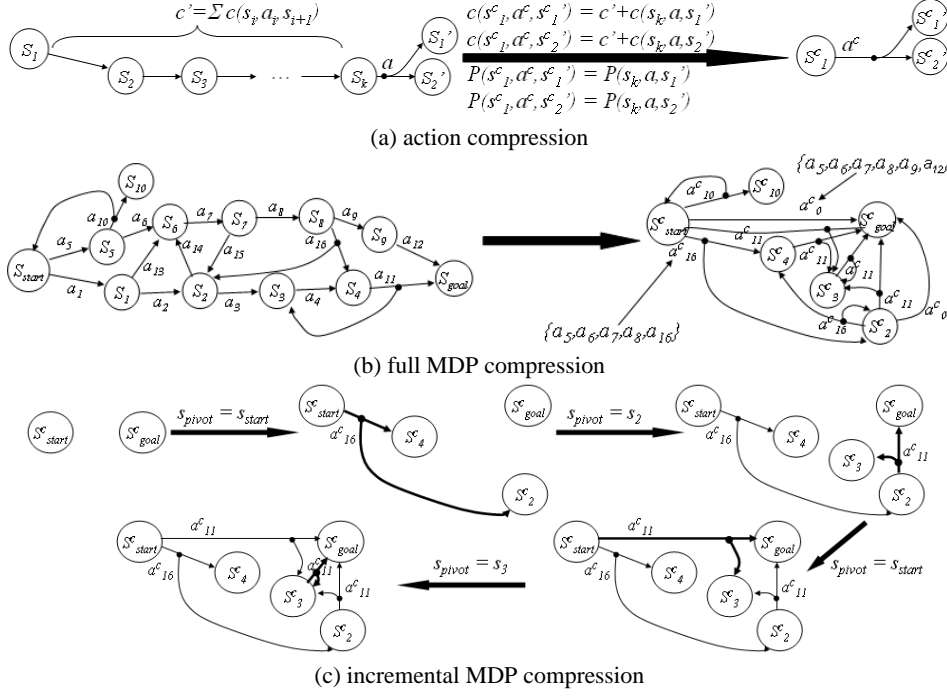 c'=Σ c(s_i, a_i, s_{i+1})
S_1
S_2
S_3
...
S_k
a
S_1'
S_2'
c(s^c_1, a^c, s^c_1') = c'+c(s_k, a, s_1')
c(s^c_1, a^c, s^c_2') = c'+c(s_k, a, s_2')
P(s^c_1, a^c, s^c_1') = P(s_k, a, s_1')
P(s^c_1, a^c, s^c_2') = P(s_k, a, s_2')
S^c_1
a^c
S^c_1'
S^c_2'
(a) action compression
S_start
S_10
a_10
a_5
S_5
a_6
S_6
a_7
S_7
a_8
S_8
a_9
S_9
a_12
S_goal
a_13
a_14
a_15
a_16
a_1
S_1
a_2
S_2
a_3
S_3
a_4
S_4
a_11
{a_5, a_6, a_7, a_8, a_9, a_12,
a^c_10
S^c_10
a^c_0
S^c_start
S^c_goal
a^c_11
a^c_16
S^c_4
a^c_11
a^c_11
S^c_3
a^c_11
a^c_16
S^c_2
a^c_0
{a_5, a_6, a_7, a_8, a_16}
(b) full MDP compression
S^c_start
S^c_goal
s_pivot = s_start
S^c_start
a^c_16
S^c_4
S^c_2
S^c_goal
s_pivot = s_2
S^c_start
a^c_16
S^c_4
S^c_goal
S^c_3
a^c_11
S^c_2
s_pivot = s_start
S^c_start
a^c_11
S^c_goal
a^c_16
S^c_4
a^c_11
S^c_3
a^c_11
S^c_2
s_pivot = s_3
S^c_start
a^c_11
S^c_goal
a^c_16
S^c_4
S^c_3
a^c_11
S^c_2
(c) incremental MDP compression